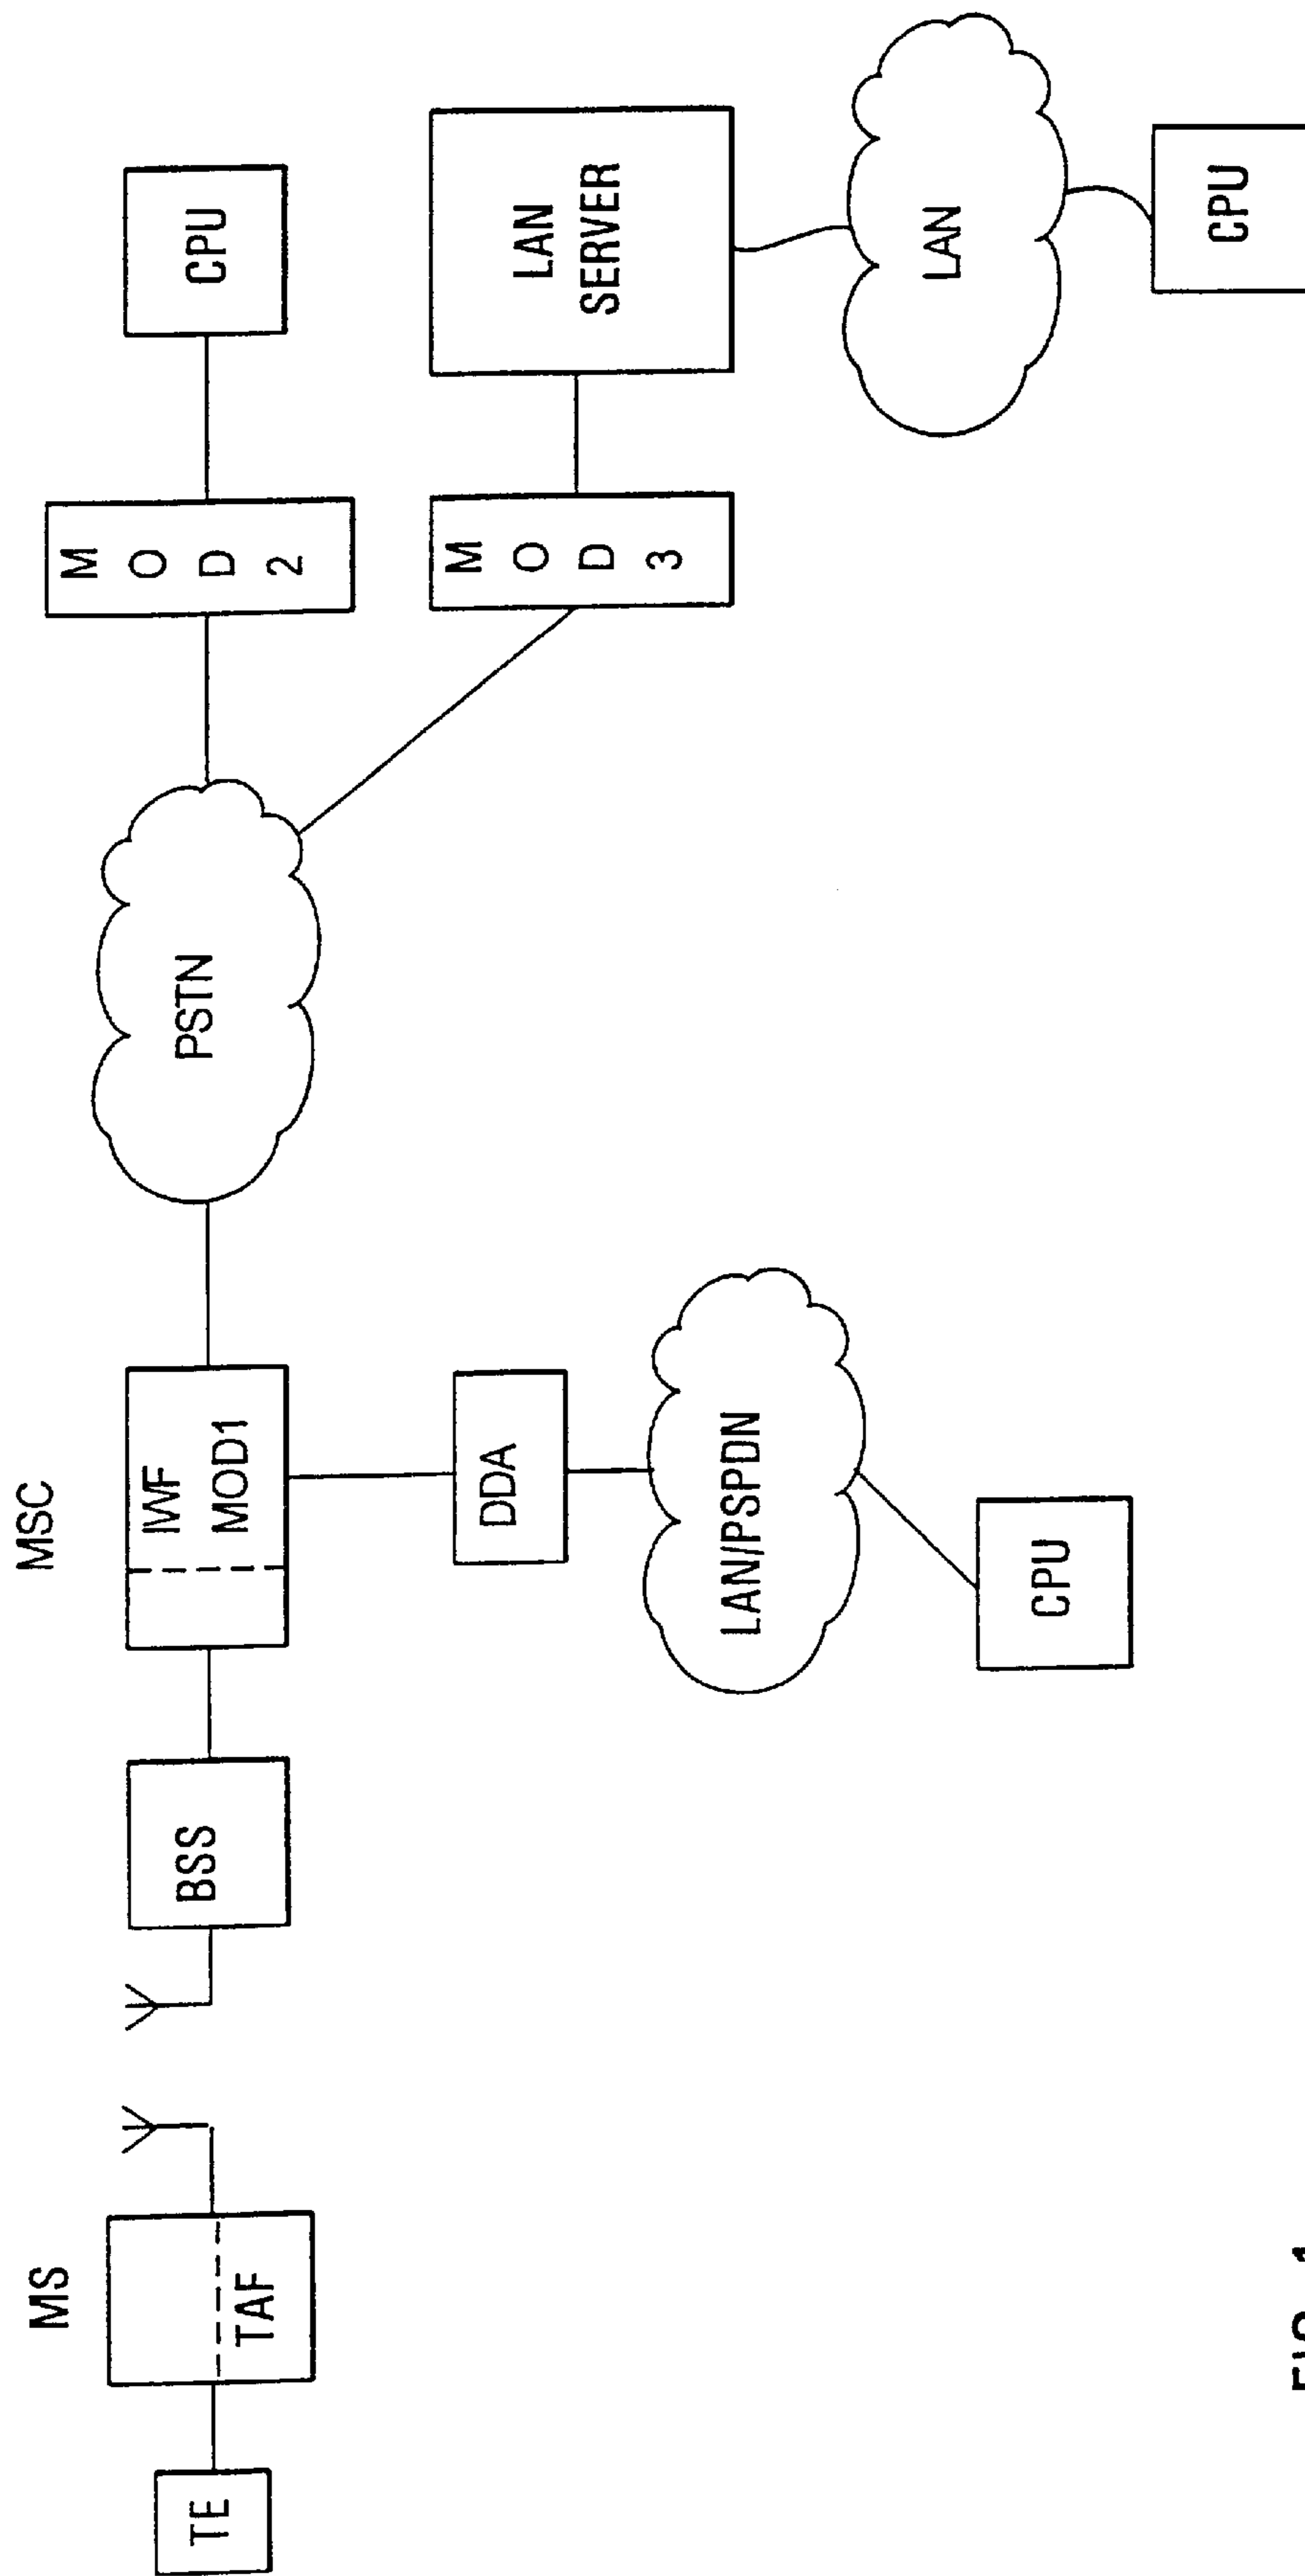 MS
MSC
TE
TAF
BSS
IWF
MOD1
PSTN
M
O
D
2
CPU
M
O
D
3
LAN
SERVER
DDA
LAN/PSPDN
CPU
LAN
CPU